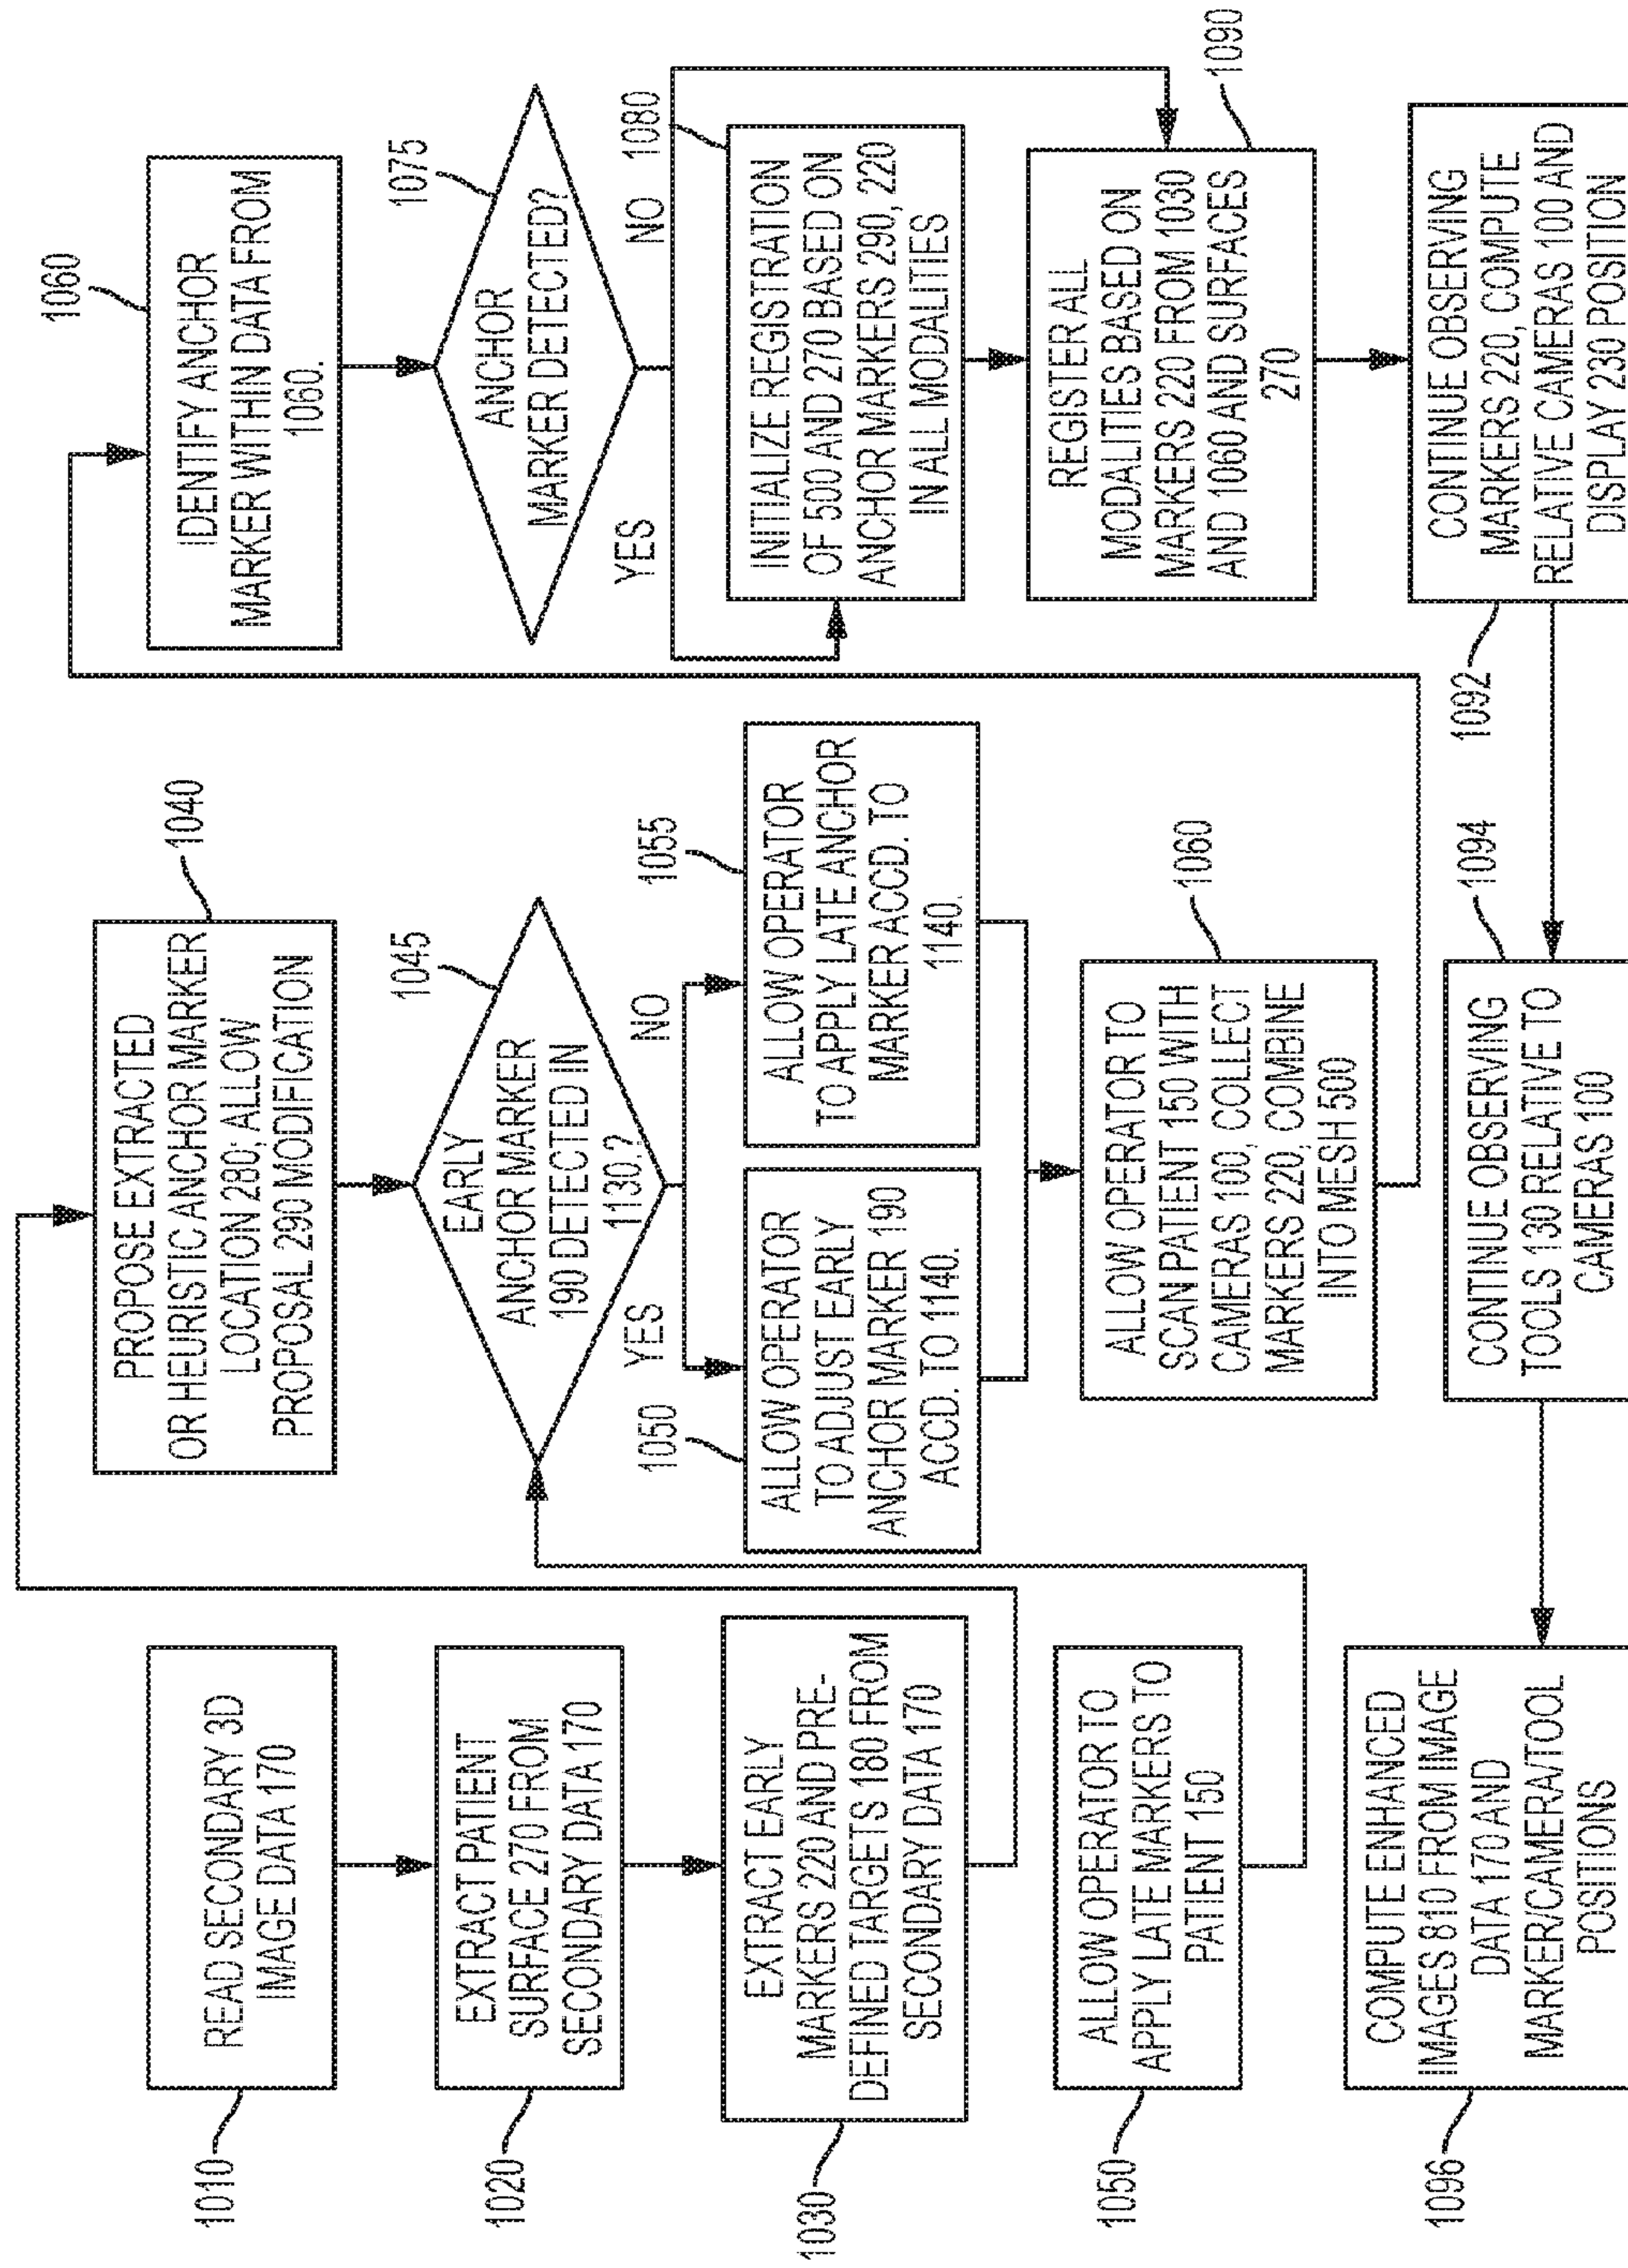 1010
READ SECONDARY 3D
IMAGE DATA 170
1020
EXTRACT PATIENT
SURFACE 270 FROM
SECONDARY DATA 170
1030
EXTRACT EARLY
MARKERS 220 AND PRE-
DEFINED TARGETS 180 FROM
SECONDARY DATA 170
1050
ALLOW OPERATOR TO
APPLY LATE MARKERS TO
PATIENT 150
1096
COMPUTE ENHANCED
IMAGES 810 FROM IMAGE
DATA 170 AND
MARKER/CAMERA/TOOL
POSITIONS
1040
PROPOSE EXTRACTED
OR HEURISTIC ANCHOR MARKER
LOCATION 280; ALLOW
PROPOSAL 290 MODIFICATION
1045
EARLY
ANCHOR MARKER
190 DETECTED IN
1130.?
YES
NO
1050
ALLOW OPERATOR
TO ADJUST EARLY
ANCHOR MARKER 190
ACCD. TO 1140.
1055
ALLOW OPERATOR
TO APPLY LATE ANCHOR
MARKER ACCD. TO
1140.
1060
ALLOW OPERATOR TO
SCAN PATIENT 150 WITH
CAMERAS 100, COLLECT
MARKERS 220, COMBINE
INTO MESH 500
1094
CONTINUE OBSERVING
TOOLS 130 RELATIVE TO
CAMERAS 100
1060
IDENTIFY ANCHOR
MARKER WITHIN DATA FROM
1060.
1075
ANCHOR
MARKER DETECTED?
YES
NO
1080
INITIALIZE REGISTRATION
OF 500 AND 270 BASED ON
ANCHOR MARKERS 290, 220
IN ALL MODALITIES
1090
REGISTER ALL
MODALITIES BASED ON
MARKERS 220 FROM 1030
AND 1060 AND SURFACES
270
1092
CONTINUE OBSERVING
MARKERS 220, COMPUTE
RELATIVE CAMERAS 100 AND
DISPLAY 230 POSITION